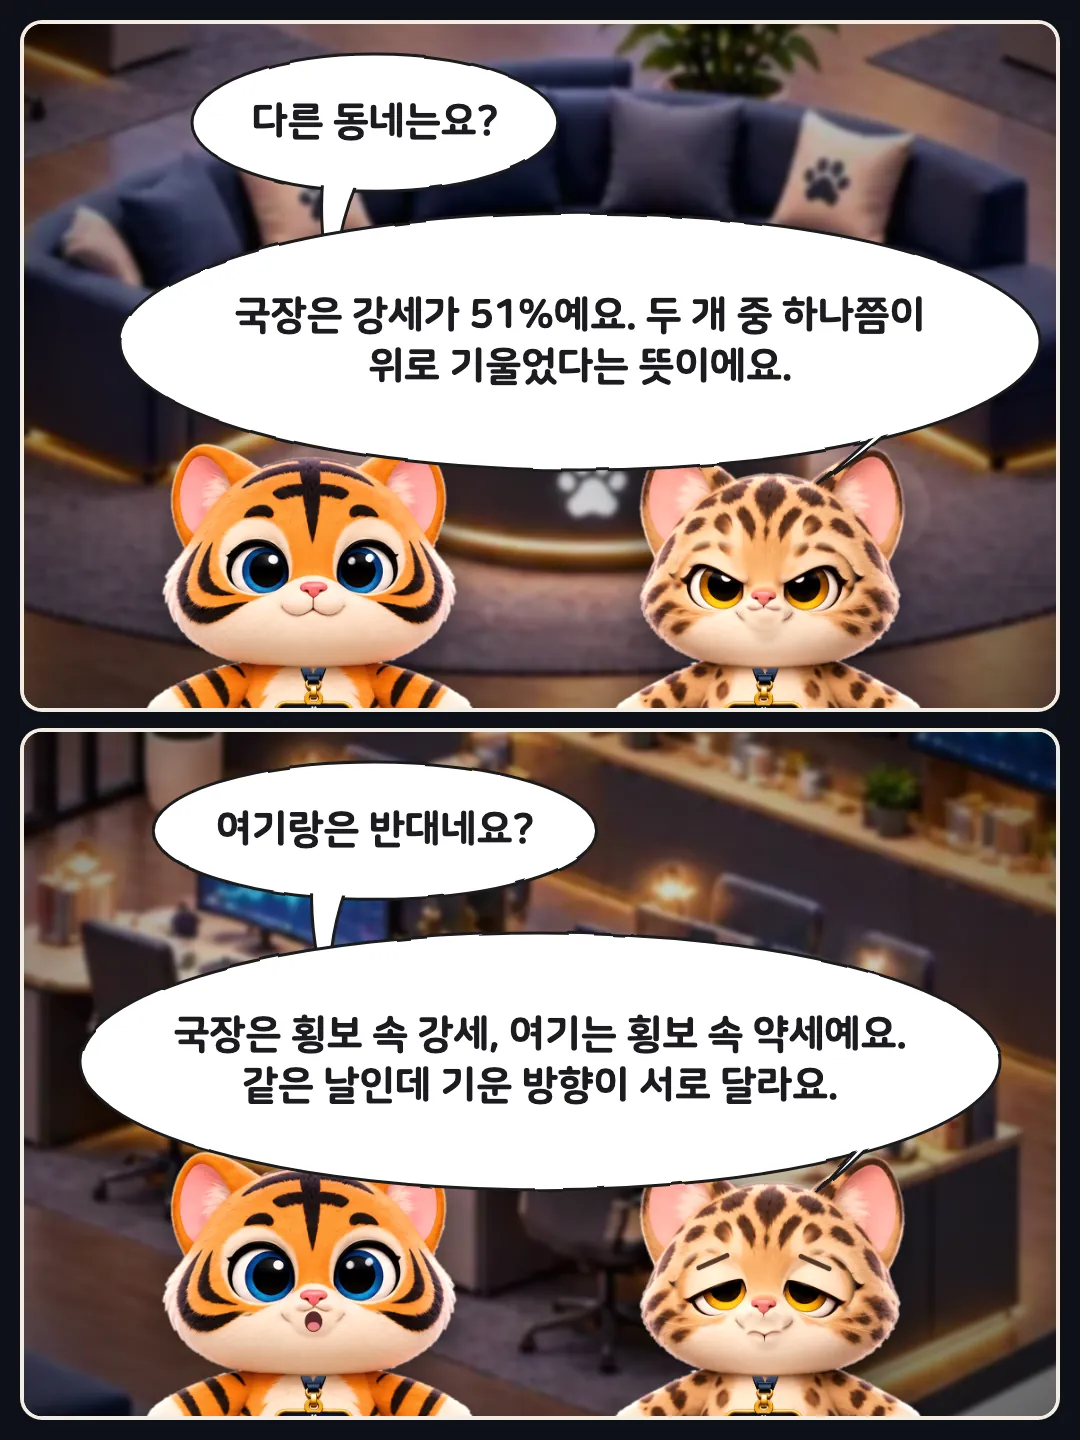 다른 동네는요?
국장은 강세가 51%예요. 두 개 중 하나쯤이
위로 기울었다는 뜻이에요.
여기랑은 반대네요?
국장은 횡보 속 강세, 여기는 횡보 속 약세예요.
같은 날인데 기운 방향이 서로 달라요.